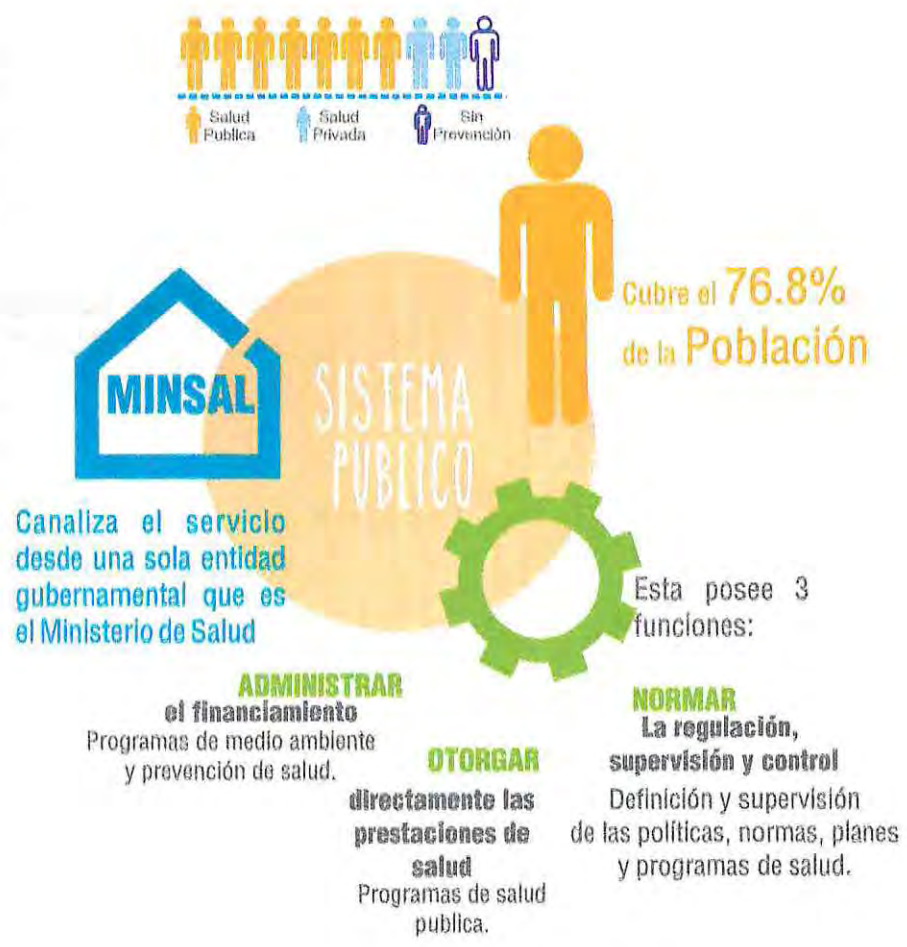 Salud
Publica
Salud
Privada
Sin
Prevención
Cubre el 76.8%
de la Población
MINSAL
SISTEMA
PUBLICO
Canaliza el servicio
desde una sola entidad
gubernamental que es
el Ministerio de Salud
Esta posee 3
funciones:
ADMINISTRAR
el financiamiento
Programas de medio ambiente
y prevención de salud.
OTORGAR
directamente las
prestaciones de
salud
Programas de salud
publica.
NORMAR
La regulación,
supervisión y control
Definición y supervisión
de las políticas, normas, planes
y programas de salud.